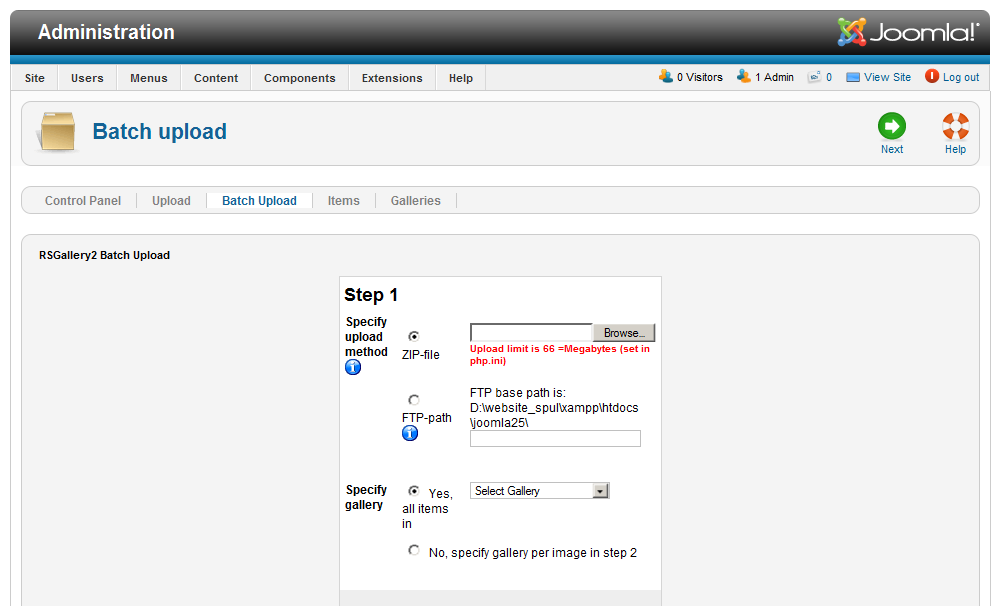 Administration
Joomla!
Site Users Menus Content Components Extensions Help 0 Visitors 1 Admin 0 View Site Log out
Batch upload
Next Help
Control Panel Upload Batch Upload Items Galleries
RSGallery2 Batch Upload
Step 1
Specify
upload
method
ZIP-file
Browse...
Upload limit is 66 =Megabytes (set in
php.ini)
FTP-path
FTP base path is:
D:\website_spul\xampp\htdocs
\joomla25\
Specify
gallery
Yes,
all items
in
Select Gallery
No, specify gallery per image in step 2